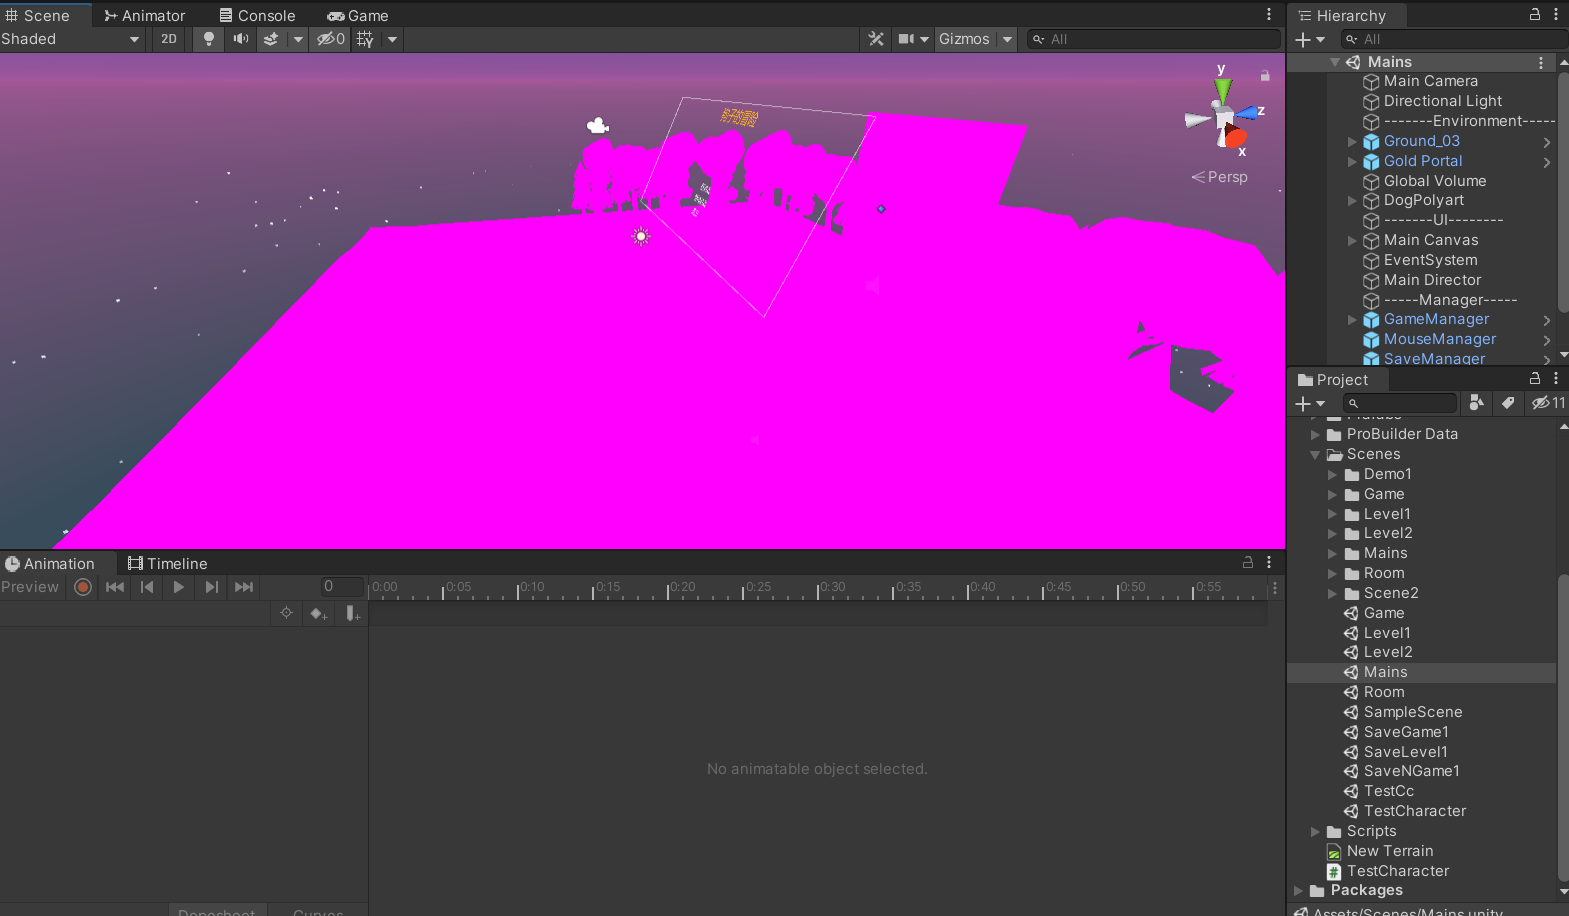 Scene Animator Console Game
Shaded 2D 0 Gizmos All
y
z
x
Persp
影子的冒险
Hierarchy
All
Mains
Main Camera
Directional Light
-------Environment-----
Ground_03
Gold Portal
Global Volume
DogPolyart
-------UI--------
Main Canvas
EventSystem
Main Director
-----Manager-----
GameManager
MouseManager
SaveManager
Project
11
ProBuilder Data
Scenes
Demo1
Game
Level1
Level2
Mains
Room
Scene2
Game
Level1
Level2
Mains
Room
SampleScene
SaveGame1
SaveLevel1
SaveNGame1
TestCc
TestCharacter
Scripts
New Terrain
TestCharacter
Packages
Assets/Scenes/Mains.unity
Animation Timeline
Preview 0 0:00 0:05 0:10 0:15 0:20 0:25 0:30 0:35 0:40 0:45 0:50 0:55
No animatable object selected.
Dopesheet Curves